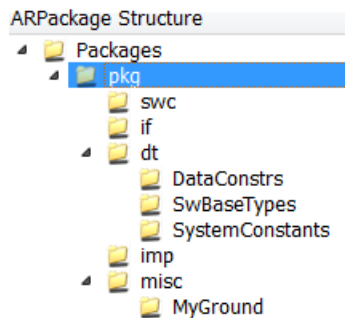 ARPackage Structure
Packages
pkg
swc
if
dt
DataConstrs
SwBaseTypes
SystemConstants
imp
misc
MyGround